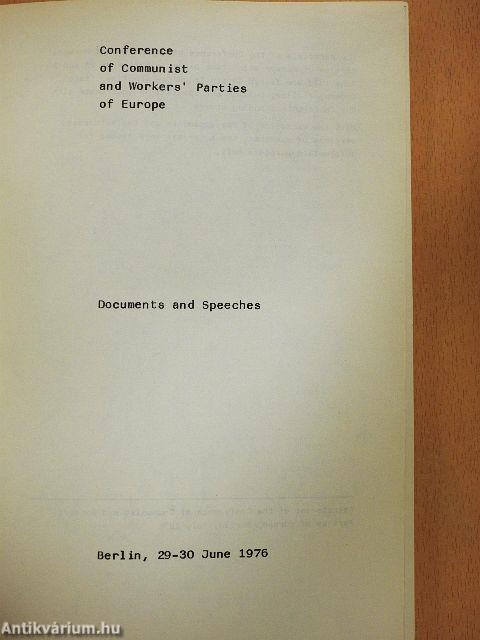 Conference
of Communist
and Workers' Parties
of Europe
Documents and Speeches
Berlin, 29-30 June 1976
Antikvárium.hu